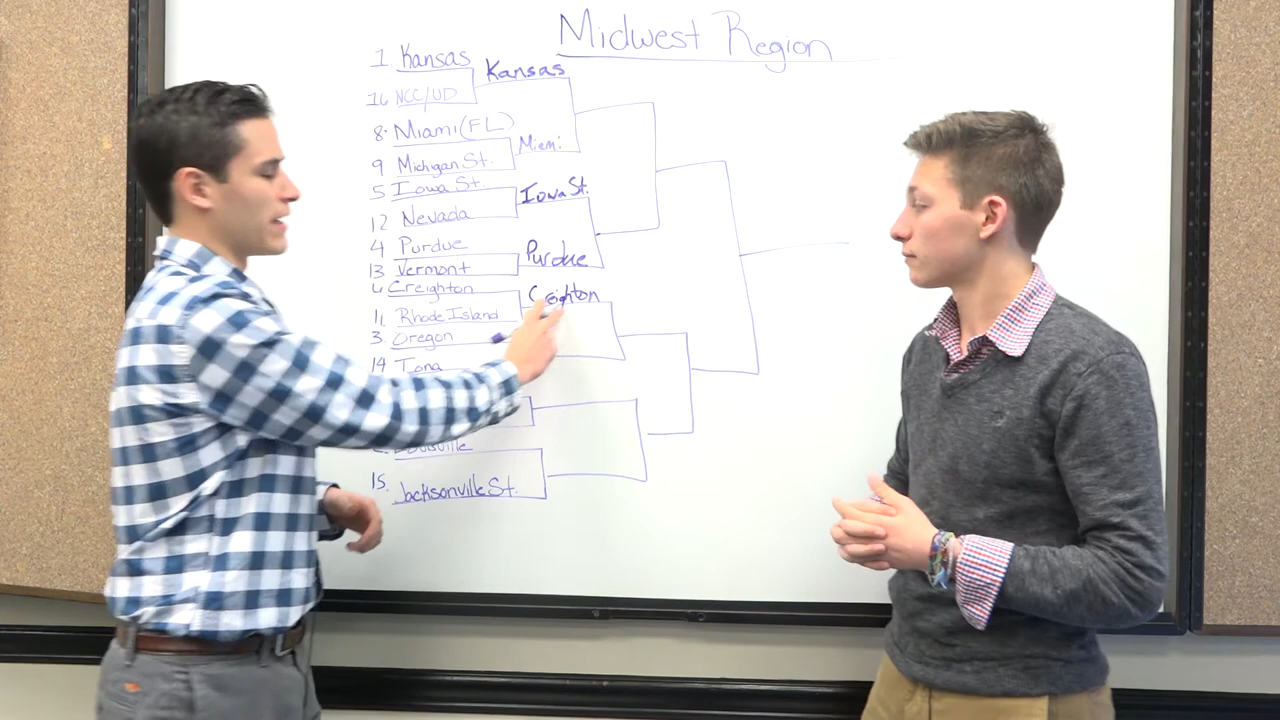 Midwest Region
1. Kansas
Kansas
16 NCC/UD
8. Miami (FL)
Miami
9 Michigan St.
5 Iowa St.
Iowa St.
12 Nevada
4 Purdue
Purdue
13 Vermont
6 Creighton
Creighton
11 Rhode Island
3. Oregon
14 Iona
15. Jacksonville St.